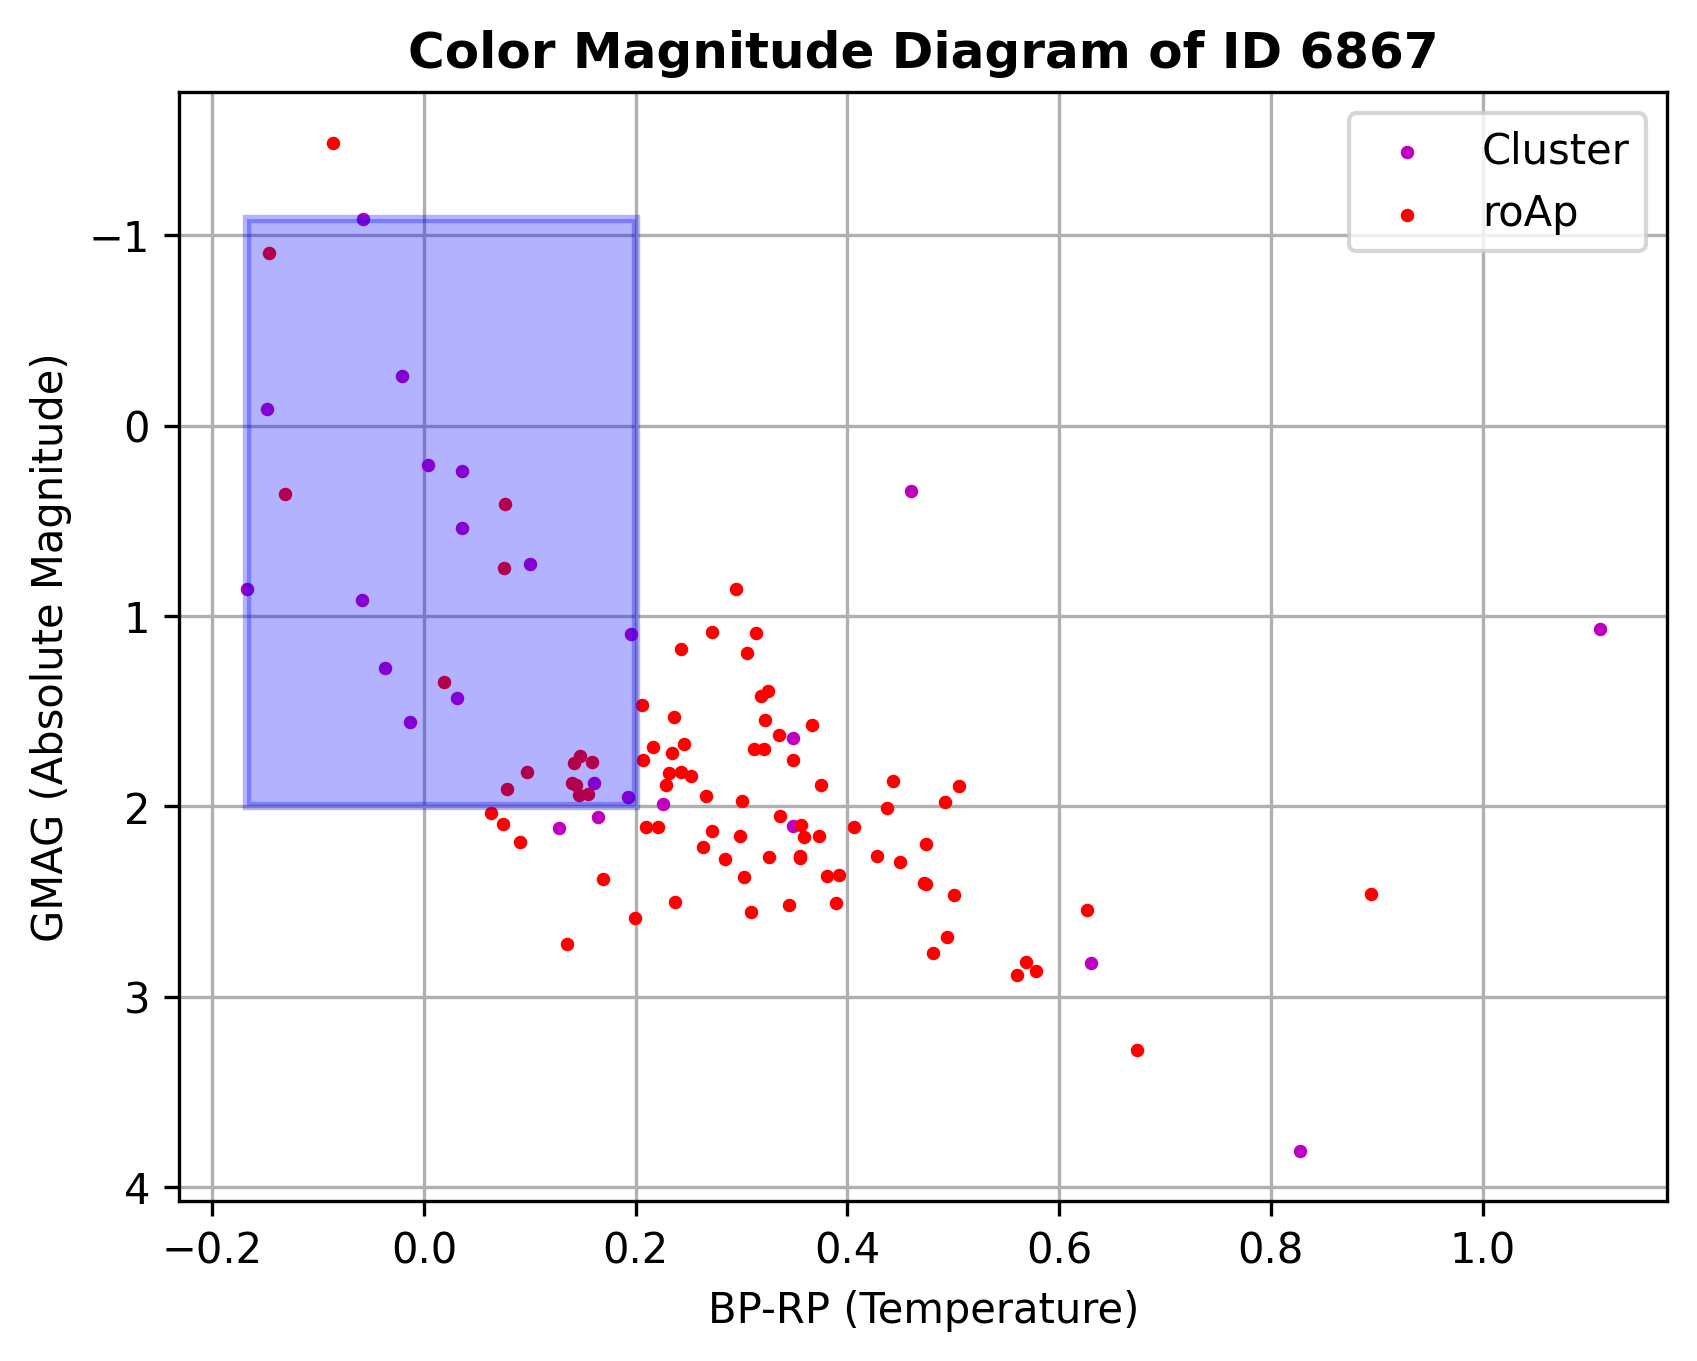 Color Magnitude Diagram of ID 6867
Cluster
roAp
GMAG (Absolute Magnitude)
−1
0
1
2
3
4
−0.2 0.0 0.2 0.4 0.6 0.8 1.0
BP-RP (Temperature)